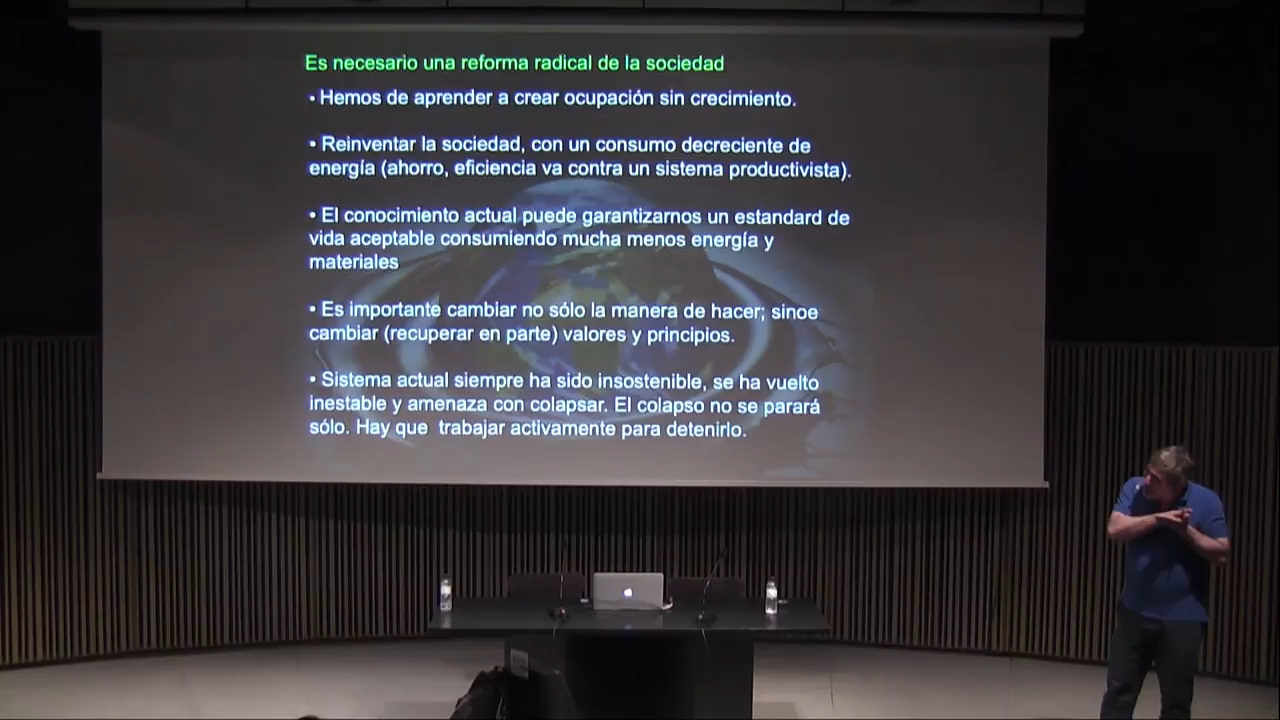 Es necesario una reforma radical de la sociedad
• Hemos de aprender a crear ocupación sin crecimiento.
• Reinventar la sociedad, con un consumo decreciente de
energía (ahorro, eficiencia va contra un sistema productivista).
• El conocimiento actual puede garantizarnos un estandard de
vida aceptable consumiendo mucha menos energía y
materiales
• Es importante cambiar no sólo la manera de hacer; sinoe
cambiar (recuperar en parte) valores y principios.
• Sistema actual siempre ha sido insostenible, se ha vuelto
inestable y amenaza con colapsar. El colapso no se parará
sólo. Hay que trabajar activamente para detenirlo.